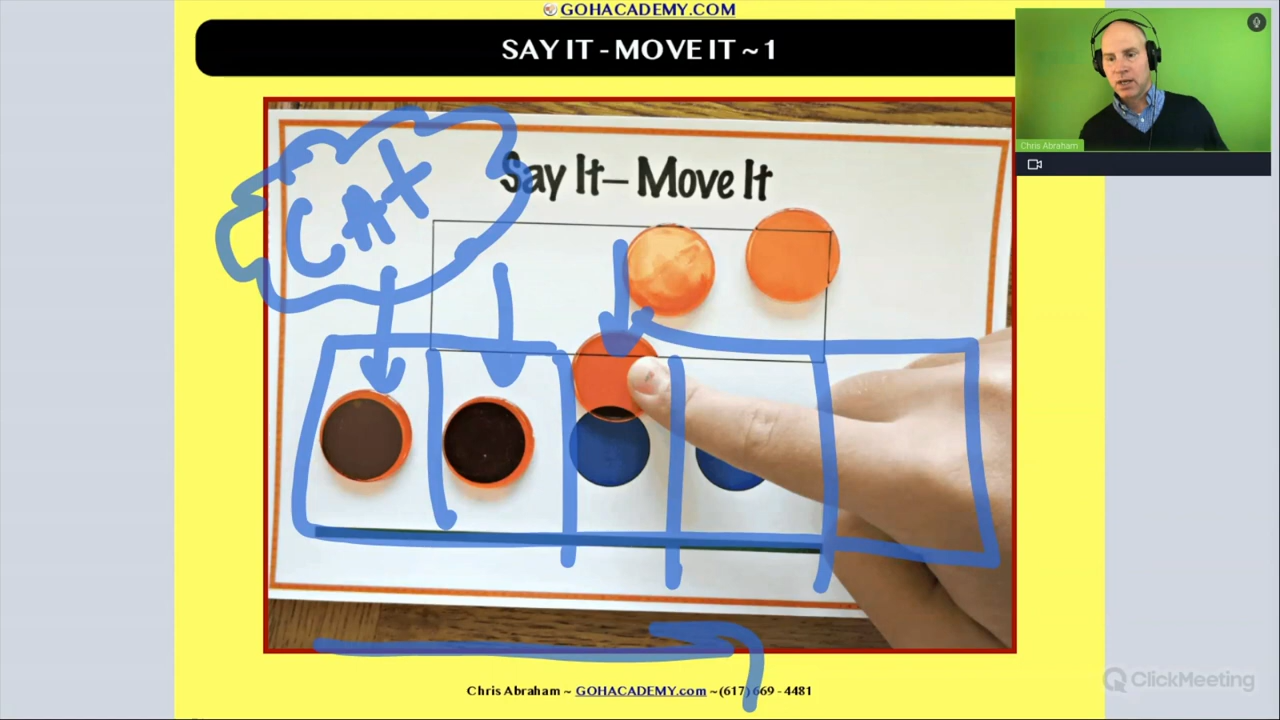 GOHACADEMY.COM
SAY IT - MOVE IT ~ 1
Chris Abraham
CAT
Say It– Move It
ClickMeeting
Chris Abraham ~ GOHACADEMY.com ~(617) 669 - 4481